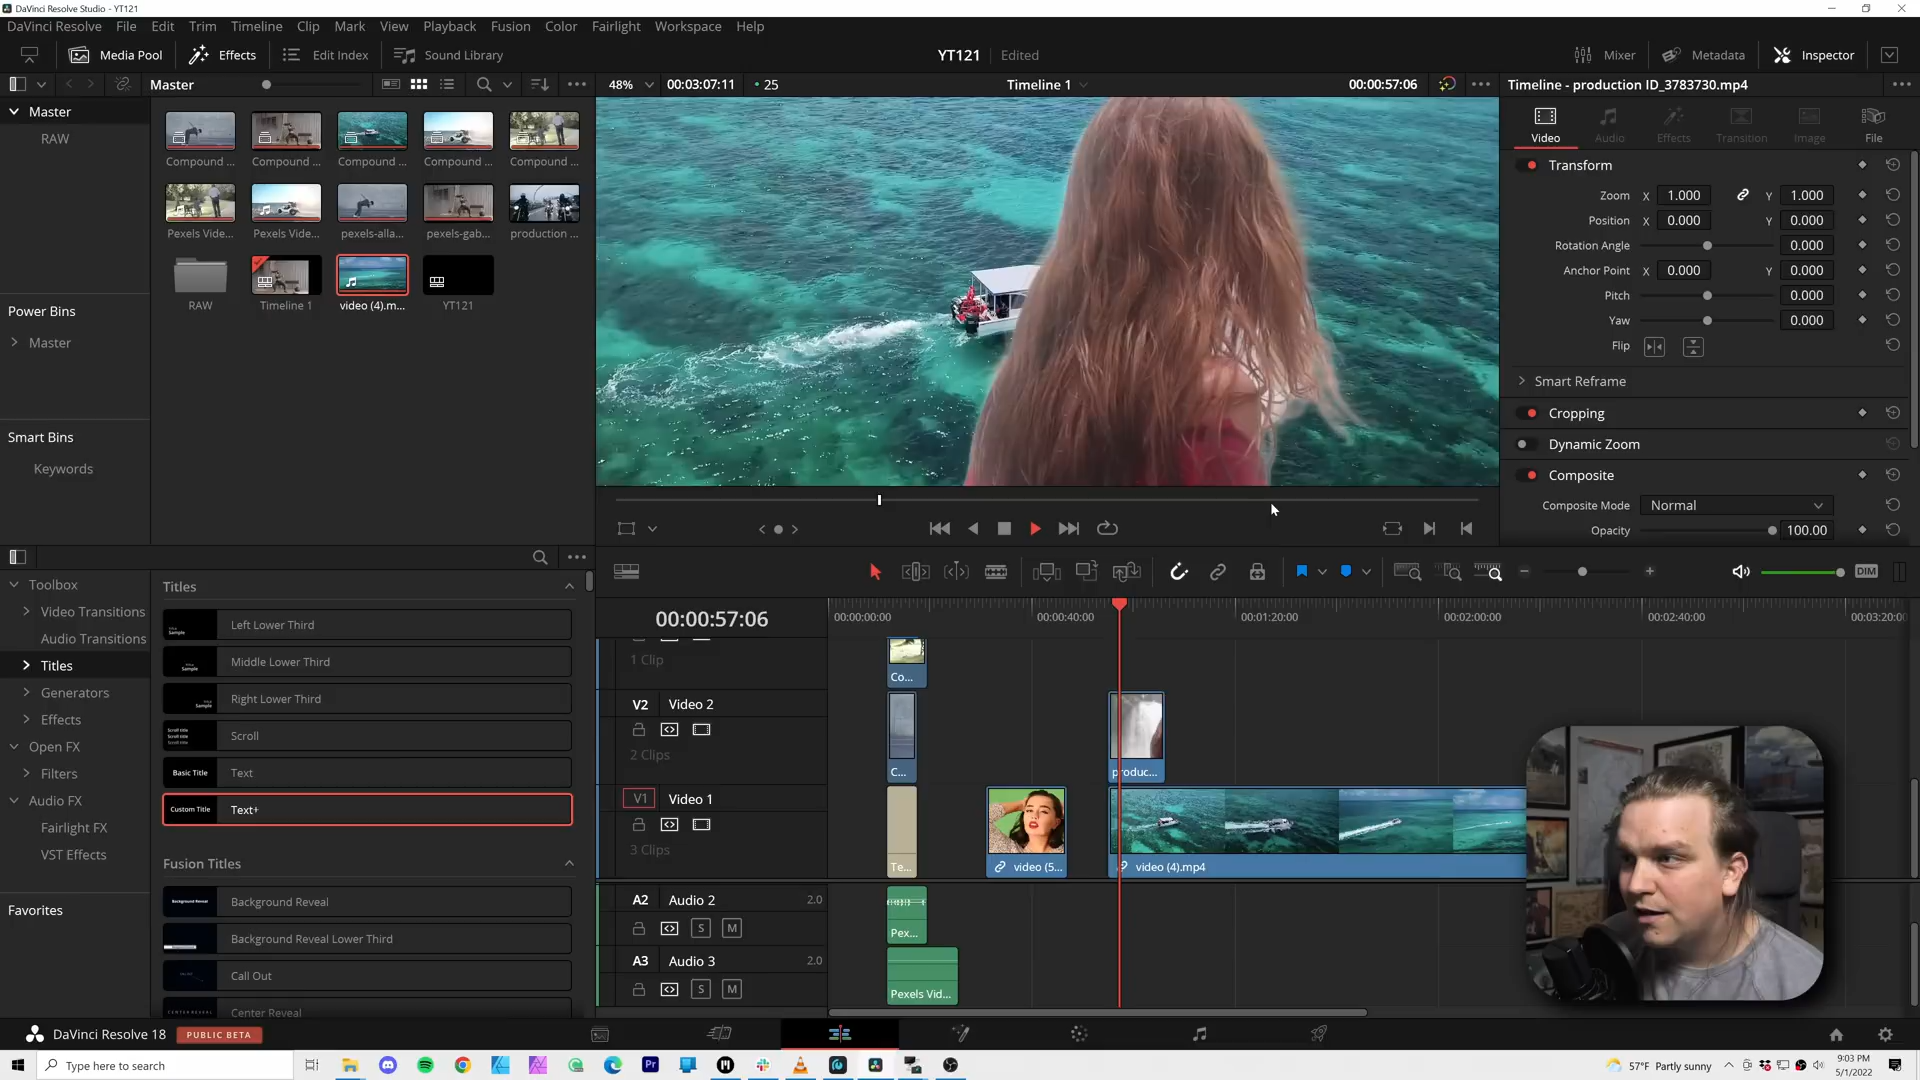 DaVinci Resolve Studio - YT121
DaVinci Resolve File Edit Trim Timeline Clip Mark View Playback Fusion Color Fairlight Workspace Help
Media Pool Effects Edit Index Sound Library YT121 Edited Mixer Metadata Inspector
Master 48% 00:03:07:11 25 Timeline 1 00:00:57:06 Timeline - production ID_3783730.mp4
Master
RAW
Power Bins
Master
Smart Bins
Keywords
Compound ... Compound ... Compound ... Compound ... Compound ...
Pexels Vide... Pexels Vide... pexels-alla... pexels-gab... production ...
RAW Timeline 1 video (4).m... YT121
Video Audio Effects Transition Image File
Transform
Zoom X 1.000 Y 1.000
Position X 0.000 Y 0.000
Rotation Angle 0.000
Anchor Point X 0.000 Y 0.000
Pitch 0.000
Yaw 0.000
Flip
Smart Reframe
Cropping
Dynamic Zoom
Composite
Composite Mode Normal
Opacity 100.00
Toolbox
Video Transitions
Audio Transitions
Titles
Generators
Effects
Open FX
Filters
Audio FX
Fairlight FX
VST Effects
Favorites
Titles
Left Lower Third
Middle Lower Third
Right Lower Third
Scroll
Basic Title Text
Custom Title Text+
Fusion Titles
Background Reveal Background Reveal
Background Reveal Lower Third
Call Out
CENTER REVEAL Center Reveal
DIM
00:00:57:06 00:00:00:00 00:00:40:00 00:01:20:00 00:02:00:00 00:02:40:00 00:03:20:00
1 Clip
Co...
V2 Video 2
2 Clips
C...
produc...
V1 Video 1
3 Clips
Te...
video (5...
video (4).mp4
A2 Audio 2 2.0
S M
Pex...
A3 Audio 3 2.0
S M
Pexels Vid...
DaVinci Resolve 18 PUBLIC BETA
Type here to search
Pr
57°F Partly sunny
9:03 PM
5/1/2022